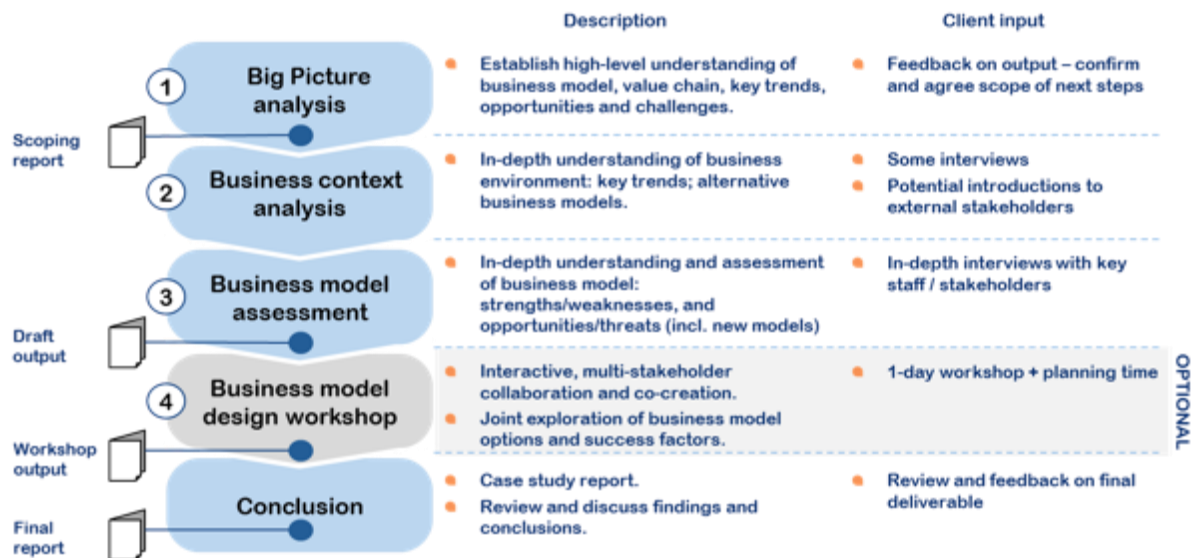 Description
Client input
1
Big Picture
analysis
Establish high-level understanding of
business model, value chain, key trends,
opportunities and challenges.
Feedback on output – confirm
and agree scope of next steps
Scoping
report
2
Business context
analysis
In-depth understanding of business
environment: key trends; alternative
business models.
Some interviews
Potential introductions to
external stakeholders
3
Business model
assessment
In-depth understanding and assessment
of business model:
strengths/weaknesses, and
opportunities/threats (incl. new models)
In-depth interviews with key
staff / stakeholders
Draft
output
4
Business model
design workshop
Interactive, multi-stakeholder
collaboration and co-creation.
Joint exploration of business model
options and success factors.
1-day workshop + planning time
OPTIONAL
Workshop
output
Conclusion
Case study report.
Review and discuss findings and
conclusions.
Review and feedback on final
deliverable
Final
report